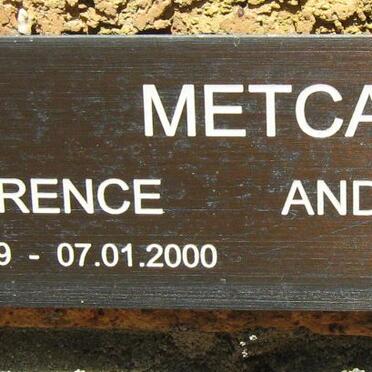 METCA
RENCE AND
9 - 07.01.2000